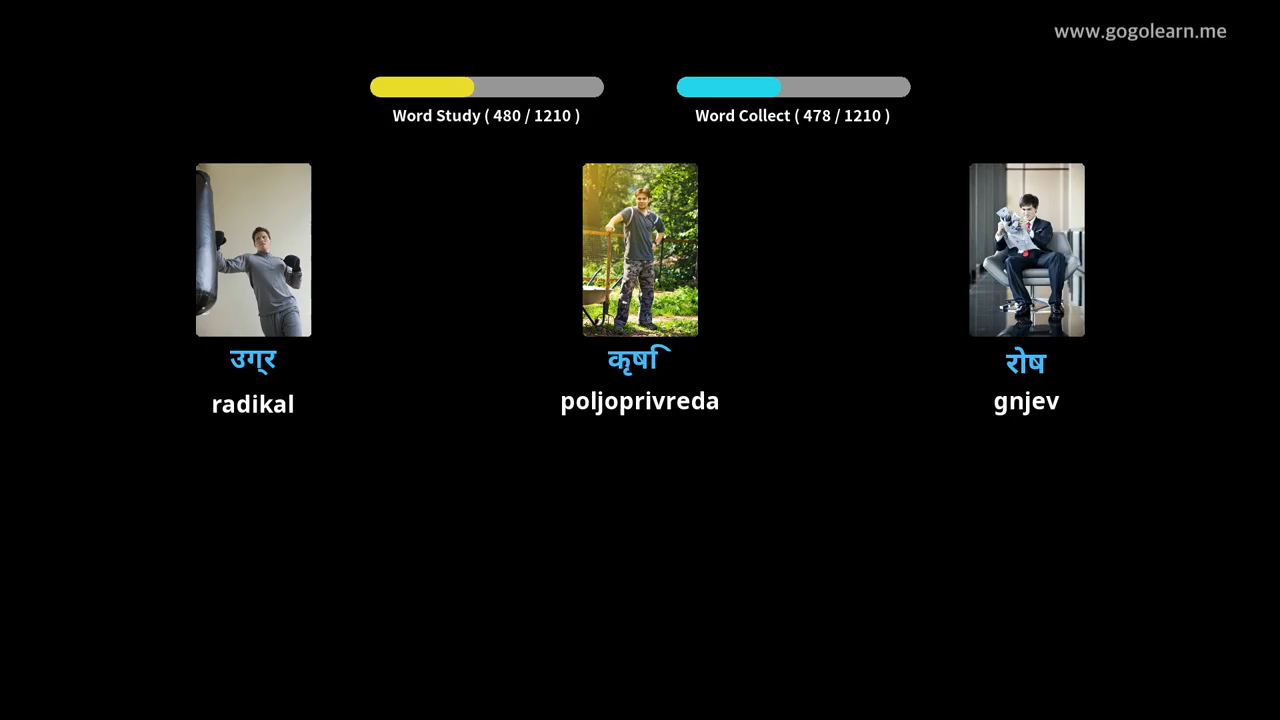 www.gogolearn.me
Word Study ( 480 / 1210 )
Word Collect ( 478 / 1210 )
उग्र
कृषि
रोष
radikal
poljoprivreda
gnjev